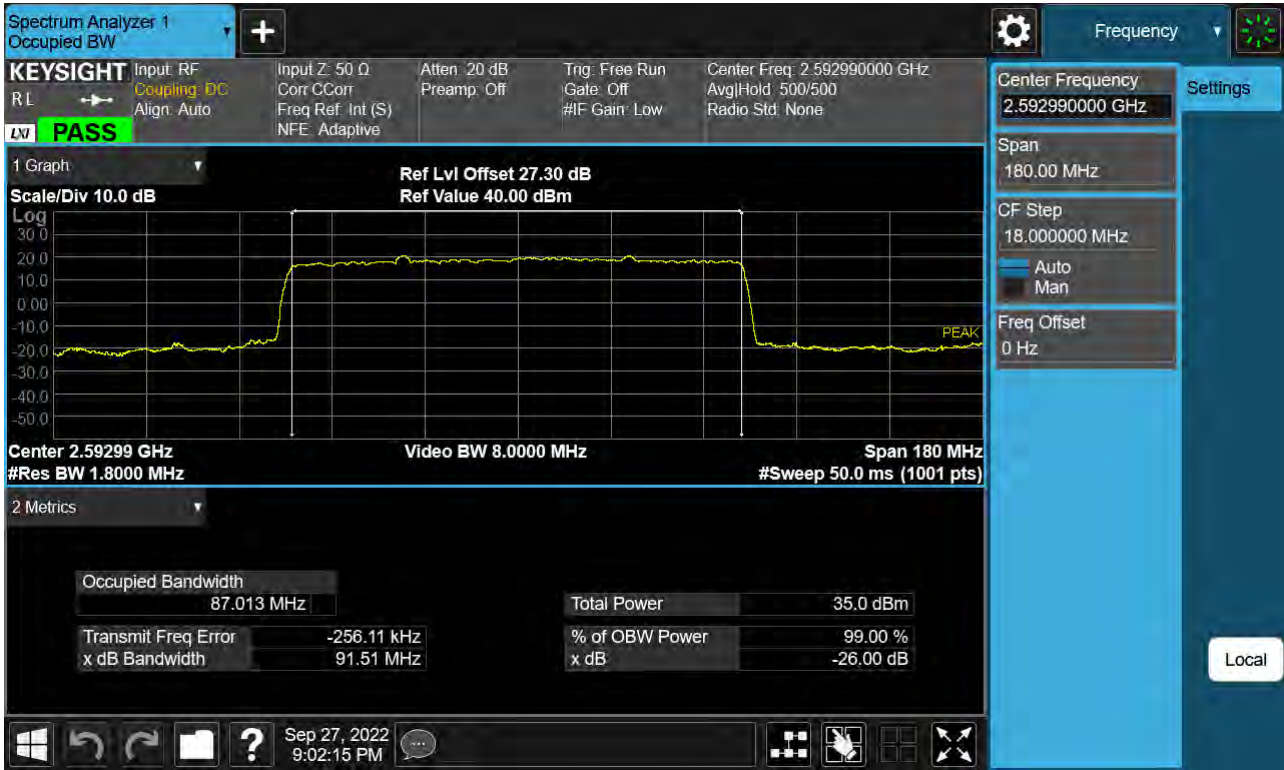 Spectrum Analyzer 1
Occupied BW
Frequency
KEYSIGHT
RL
LXI
PASS
Input: RF
Coupling: DC
Align: Auto
Input Z: 50 Ω
Corr CCorr
Freq Ref: Int (S)
NFE: Adaptive
Atten: 20 dB
Preamp: Off
Trig: Free Run
Gate: Off
#IF Gain: Low
Center Freq: 2.592990000 GHz
Avg|Hold: 500/500
Radio Std: None
Center Frequency
2.592990000 GHz
Settings
Span
180.00 MHz
CF Step
18.000000 MHz
Auto
Man
Freq Offset
0 Hz
1 Graph
Scale/Div 10.0 dB
Ref Lvl Offset 27.30 dB
Ref Value 40.00 dBm
Log
30.0
20.0
10.0
0.00
-10.0
-20.0
-30.0
-40.0
-50.0
PEAK
Center 2.59299 GHz
Video BW 8.0000 MHz
Span 180 MHz
#Res BW 1.8000 MHz
#Sweep 50.0 ms (1001 pts)
2 Metrics
Occupied Bandwidth
87.013 MHz
Total Power 35.0 dBm
Transmit Freq Error -256.11 kHz
% of OBW Power 99.00 %
x dB Bandwidth 91.51 MHz
x dB -26.00 dB
Local
Sep 27, 2022
9:02:15 PM